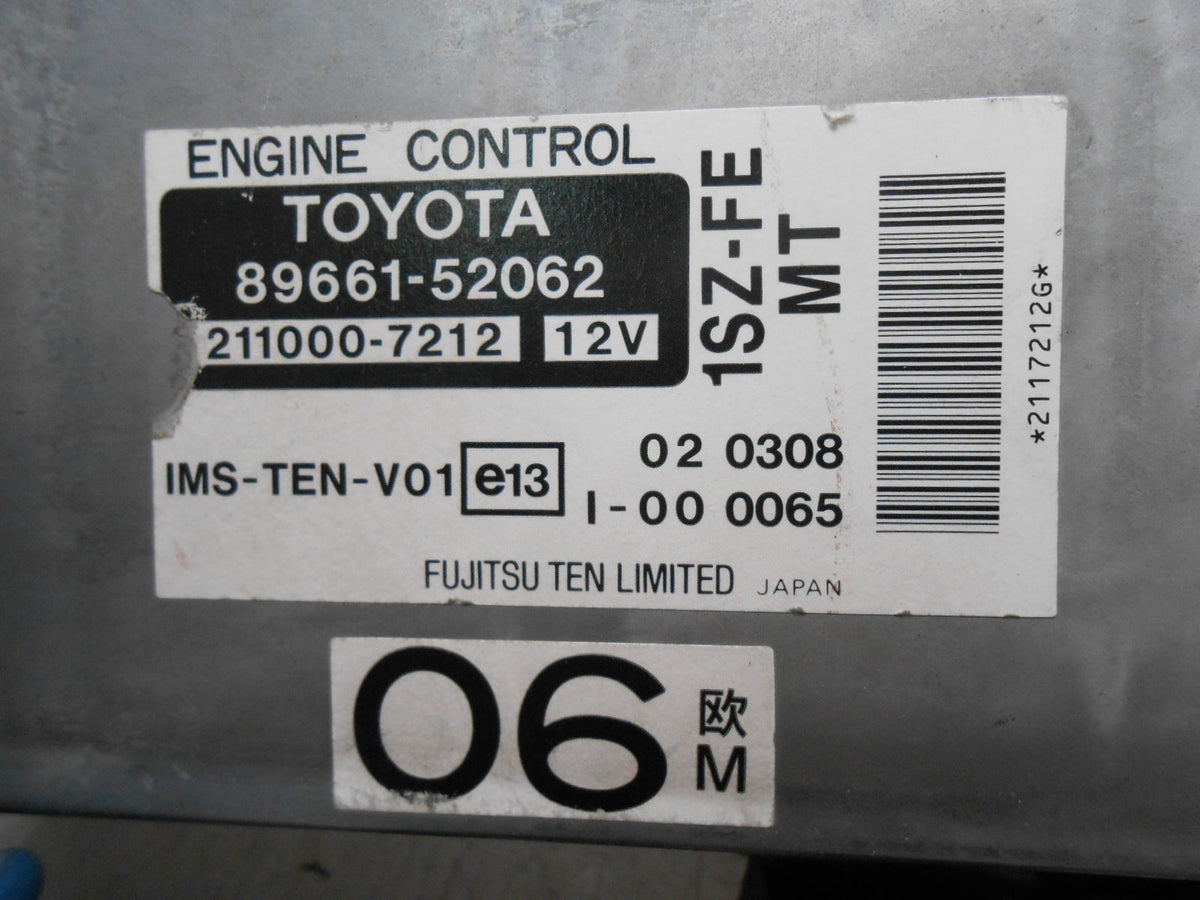 ENGINE CONTROL
TOYOTA
89661-52062
211000-7212 12V
1SZ-FE
MT
*2117212G*
IMS-TEN-V01 e13 02 0308
I-00 0065
FUJITSU TEN LIMITED JAPAN
06 欧
M